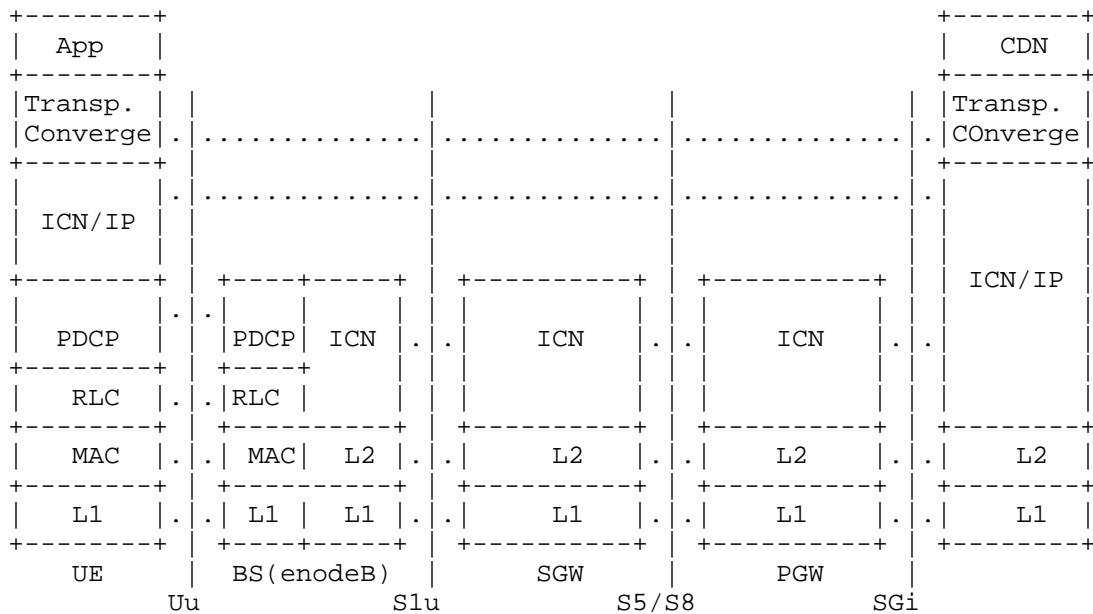 App CDN
Transp. Transp.
Converge COnverge
ICN/IP
ICN/IP
PDCP PDCP ICN ICN ICN
RLC RLC
MAC MAC L2 L2 L2 L2
L1 L1 L1 L1 L1 L1
UE BS(enodeB) SGW PGW
Uu S1u S5/S8 SGi